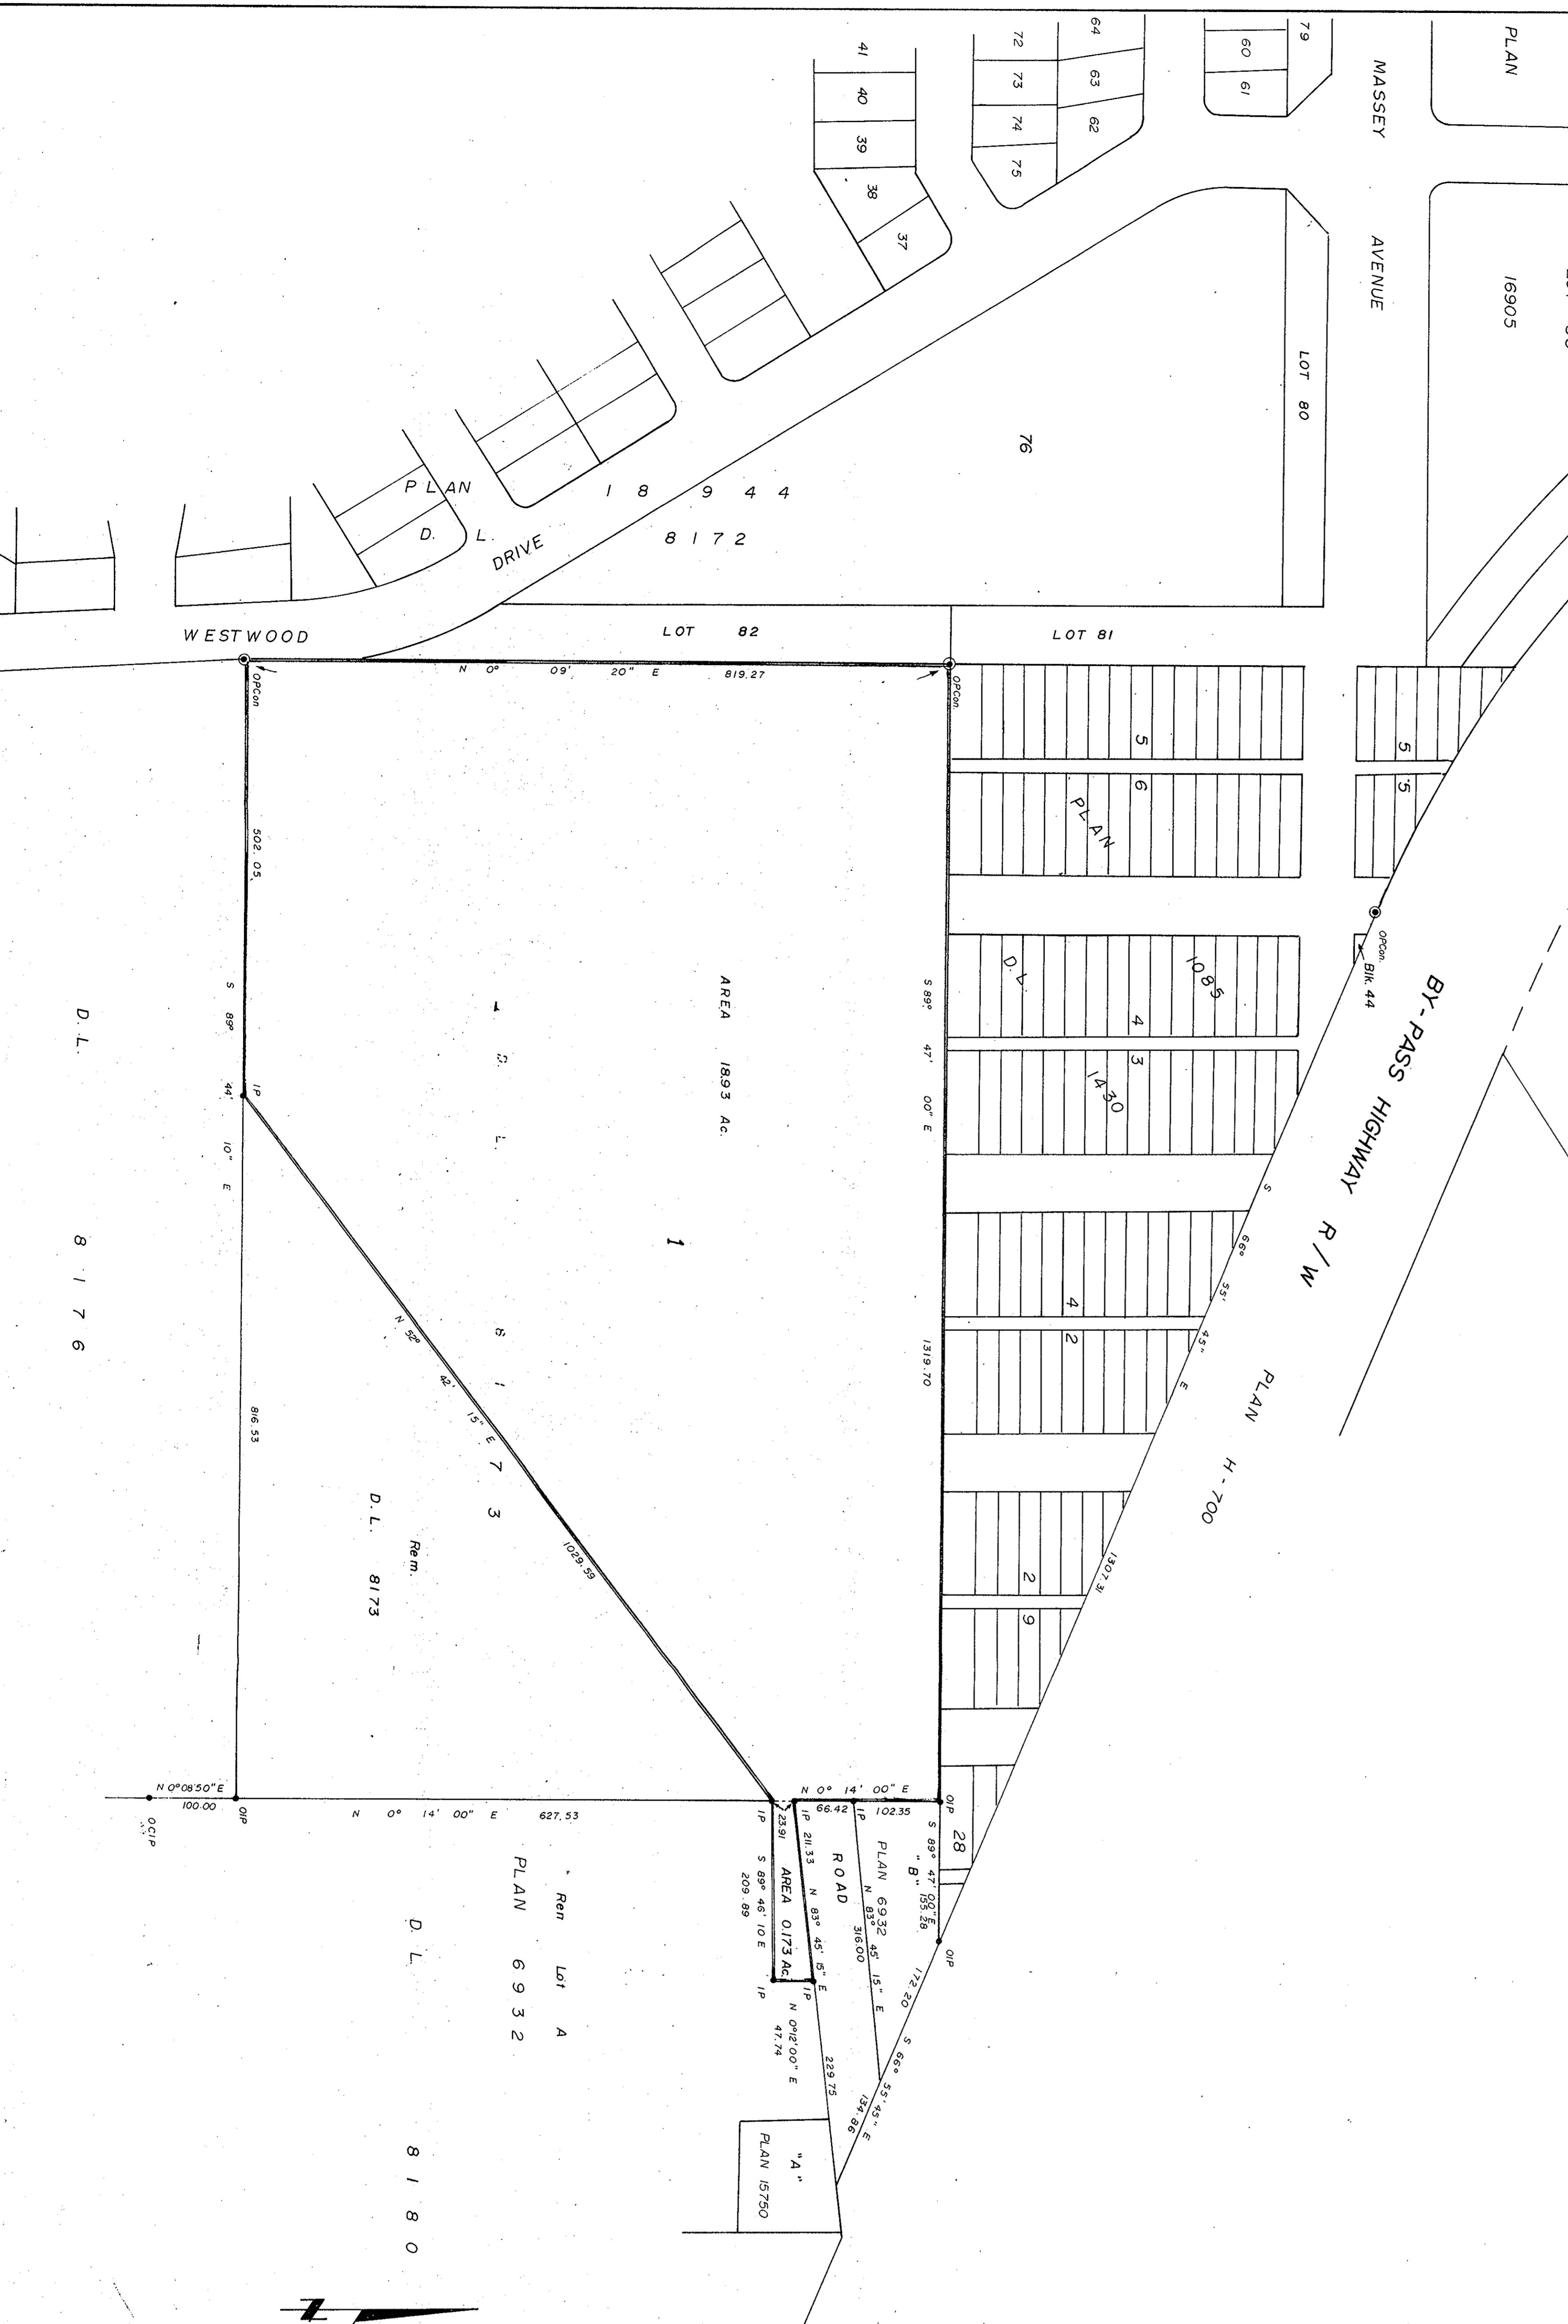 PLAN
16905
MASSEY AVENUE
79
60
61
64
63
62
72
73
74
75
41
40
39
38
37
LOT 80
76
PLAN 18944
D. L. 8172
WESTWOOD DRIVE
LOT 82
LOT 81
N 0° 09' 20" E 819.27
OPCon
OPCon.
5
6
5
5
PLAN
D. L.
1085
1430
4
3
4
2
2
9
28
OPCon.
Blk. 44
BY-PASS HIGHWAY R/W
PLAN H-700
S 66° 55' 45" E
1307.31
S 89° 47' 00" E
1319.70
AREA 18.93 Ac.
1
8 1 7 3
502.05
S 89° 44' 10" E
816.53
IP
N 52° 42' 15" E
1029.59
D. L. 8176
Rem.
D. L. 8173
N 0° 08' 50" E
100.00
OCIP
OIP
N 0° 14' 00" E 627.53
N 0° 14' 00" E
66.42
102.35
OIP
IP
IP
IP
23.91
211.33 N 83° 45' 15" E
AREA 0.173 Ac.
S 89° 46' 10 E
209.89
IP
IP
N 0°12'00" E
47.74
ROAD
PLAN 6932
"B"
S 89° 47' 00" E
155.28
N 83° 45' 15" E
316.00
OIP
172.20
S 66° 55' 45" E
134.86
229.75
"A"
PLAN 15750
Ren Lot A
PLAN 6932
D. L. 8180